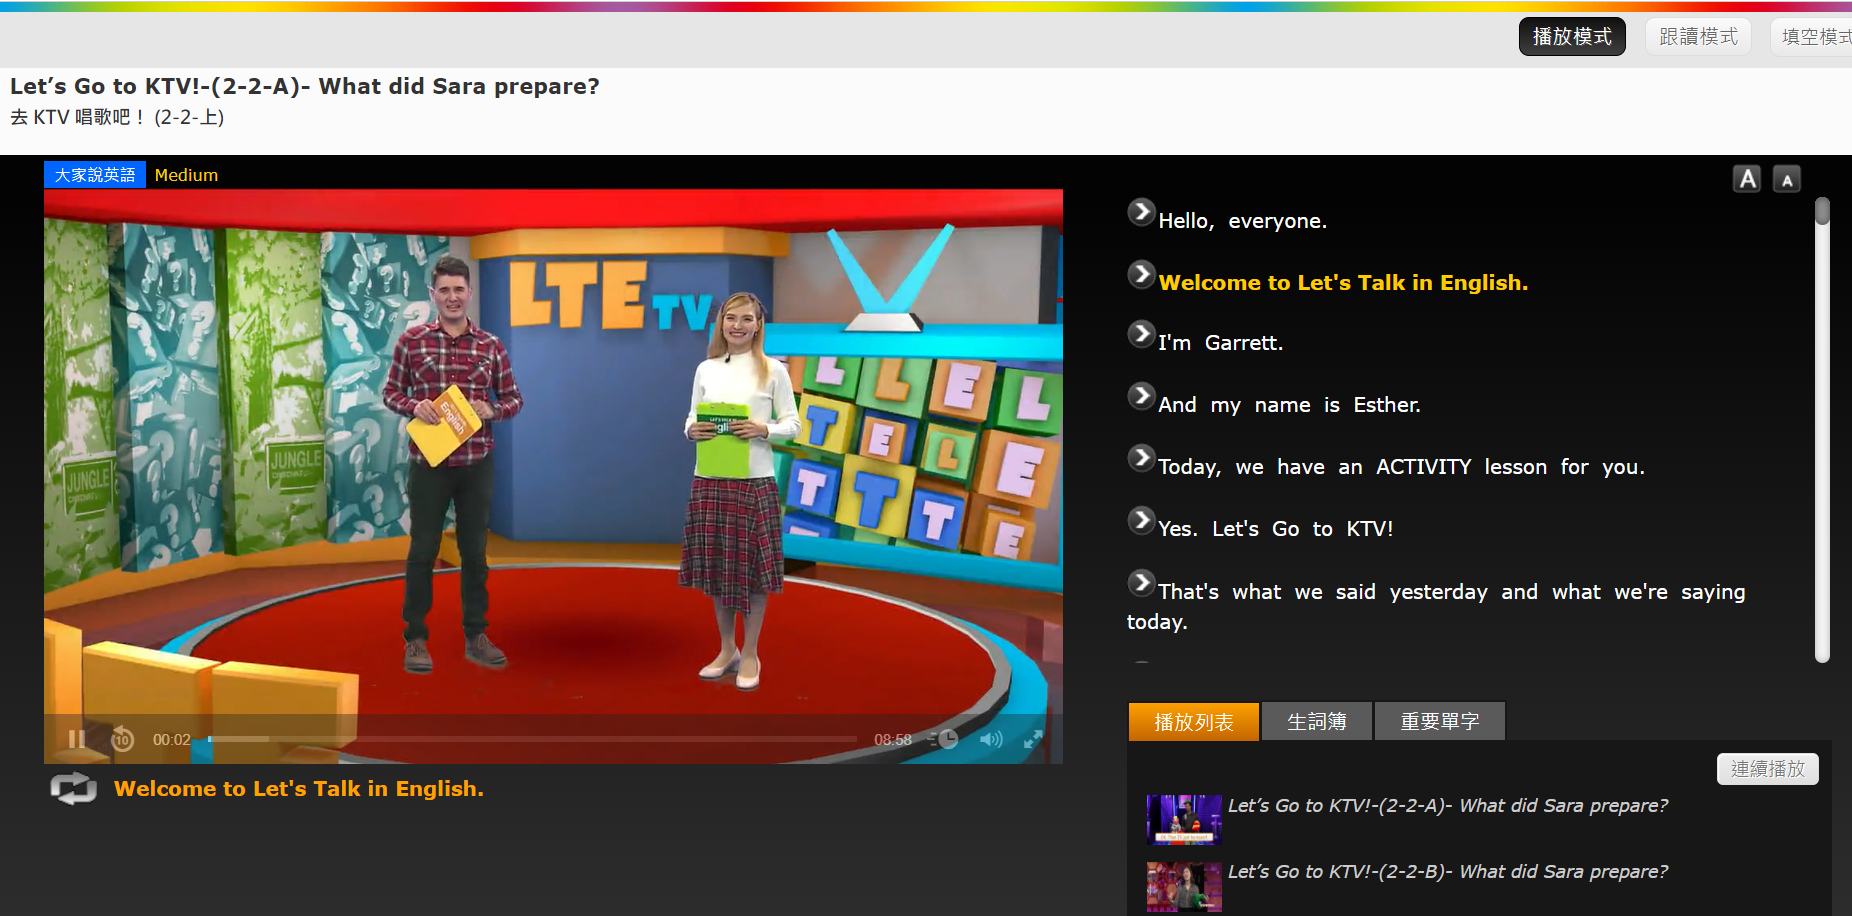 播放模式
跟讀模式
填空模式
Let’s Go to KTV!-(2-2-A)- What did Sara prepare?
去 KTV 唱歌吧！ (2-2-上)
大家說英語
Medium
A
A
LTE TV
JUNGLE
JUNGLE
English
Hello, everyone.
Welcome to Let's Talk in English.
I'm Garrett.
And my name is Esther.
Today, we have an ACTIVITY lesson for you.
Yes. Let's Go to KTV!
That's what we said yesterday and what we're saying
today.
10
00:02
08:58
Welcome to Let's Talk in English.
播放列表
生詞簿
重要單字
連續播放
Let’s Go to KTV!-(2-2-A)- What did Sara prepare?
Let’s Go to KTV!-(2-2-B)- What did Sara prepare?